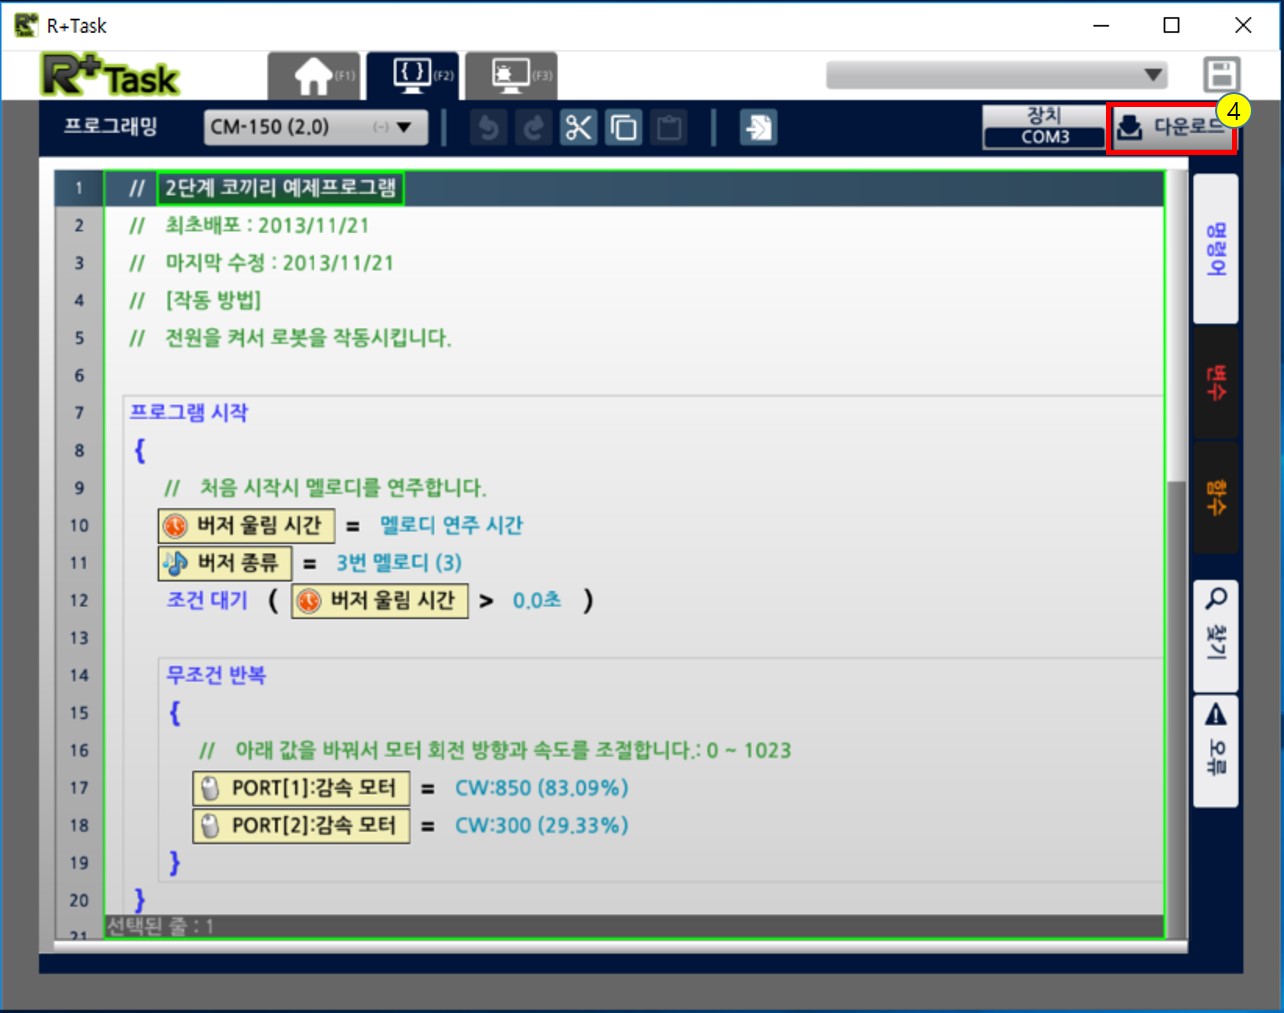 R+Task
R+Task
(F1)
{ } (F2)
(F3)
4
프로그래밍
CM-150 (2.0) (-)
장치
COM3
다운로드
1 // 2단계 코끼리 예제프로그램
2 // 최초배포 : 2013/11/21
3 // 마지막 수정 : 2013/11/21
4 // [작동 방법]
5 // 전원을 켜서 로봇을 작동시킵니다.
6
7 프로그램 시작
8 {
9 // 처음 시작시 멜로디를 연주합니다.
10 버저 울림 시간 = 멜로디 연주 시간
11 버저 종류 = 3번 멜로디 (3)
12 조건 대기 ( 버저 울림 시간 > 0.0초 )
13
14 무조건 반복
15 {
16 // 아래 값을 바꿔서 모터 회전 방향과 속도를 조절합니다.: 0 ~ 1023
17 PORT[1]:감속 모터 = CW:850 (83.09%)
18 PORT[2]:감속 모터 = CW:300 (29.33%)
19 }
20 }
21
선택된 줄 : 1
명령어
변수
함수
찾기
오류